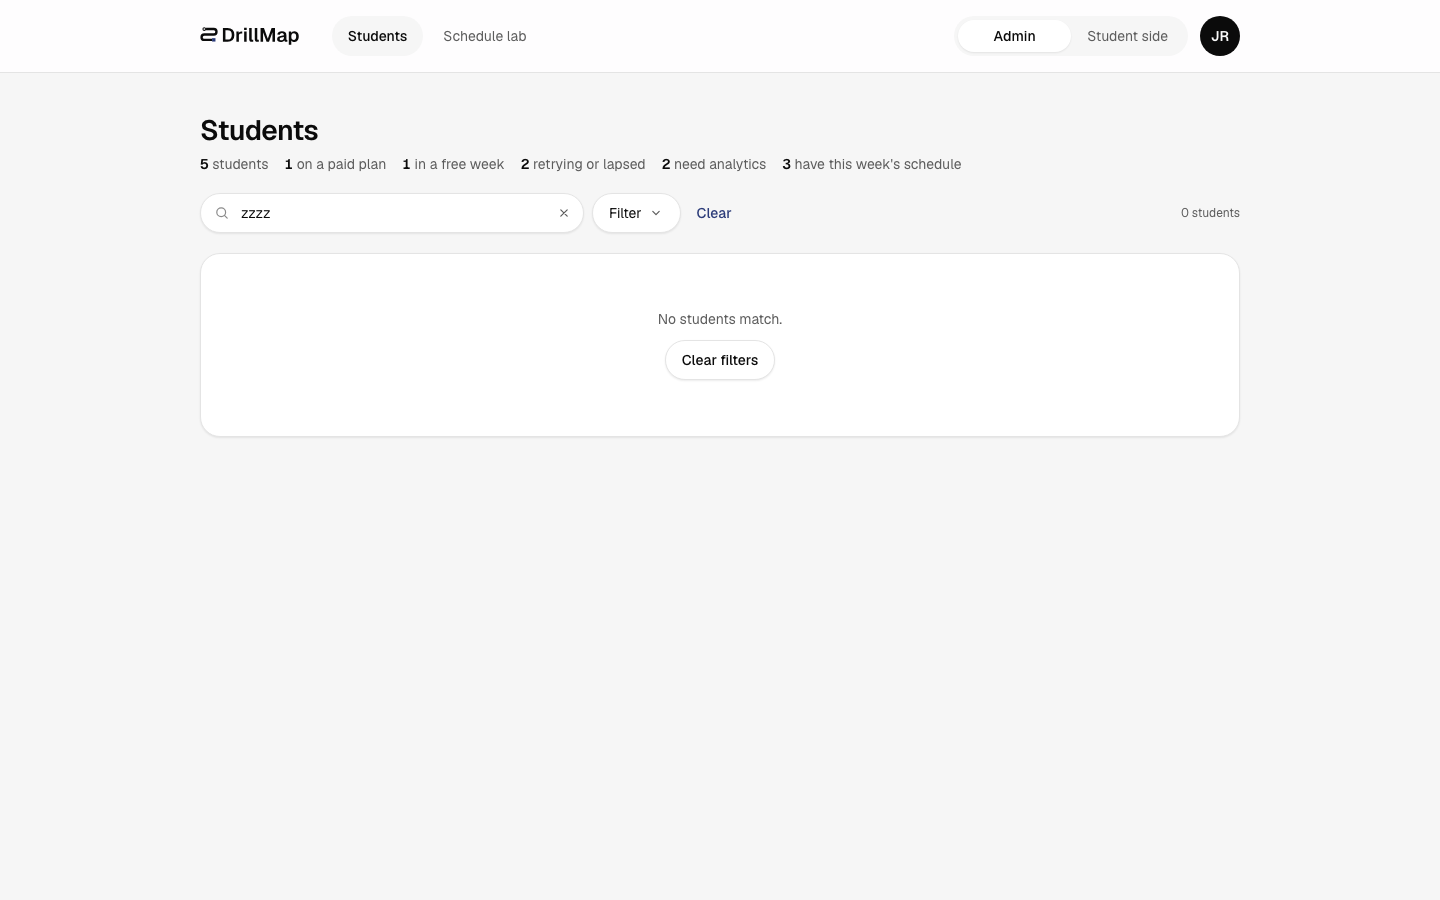 DrillMap
Students
Schedule lab
Admin
Student side
JR
Students
5 students 1 on a paid plan 1 in a free week 2 retrying or lapsed 2 need analytics 3 have this week's schedule
zzzz
Filter
Clear
0 students
No students match.
Clear filters